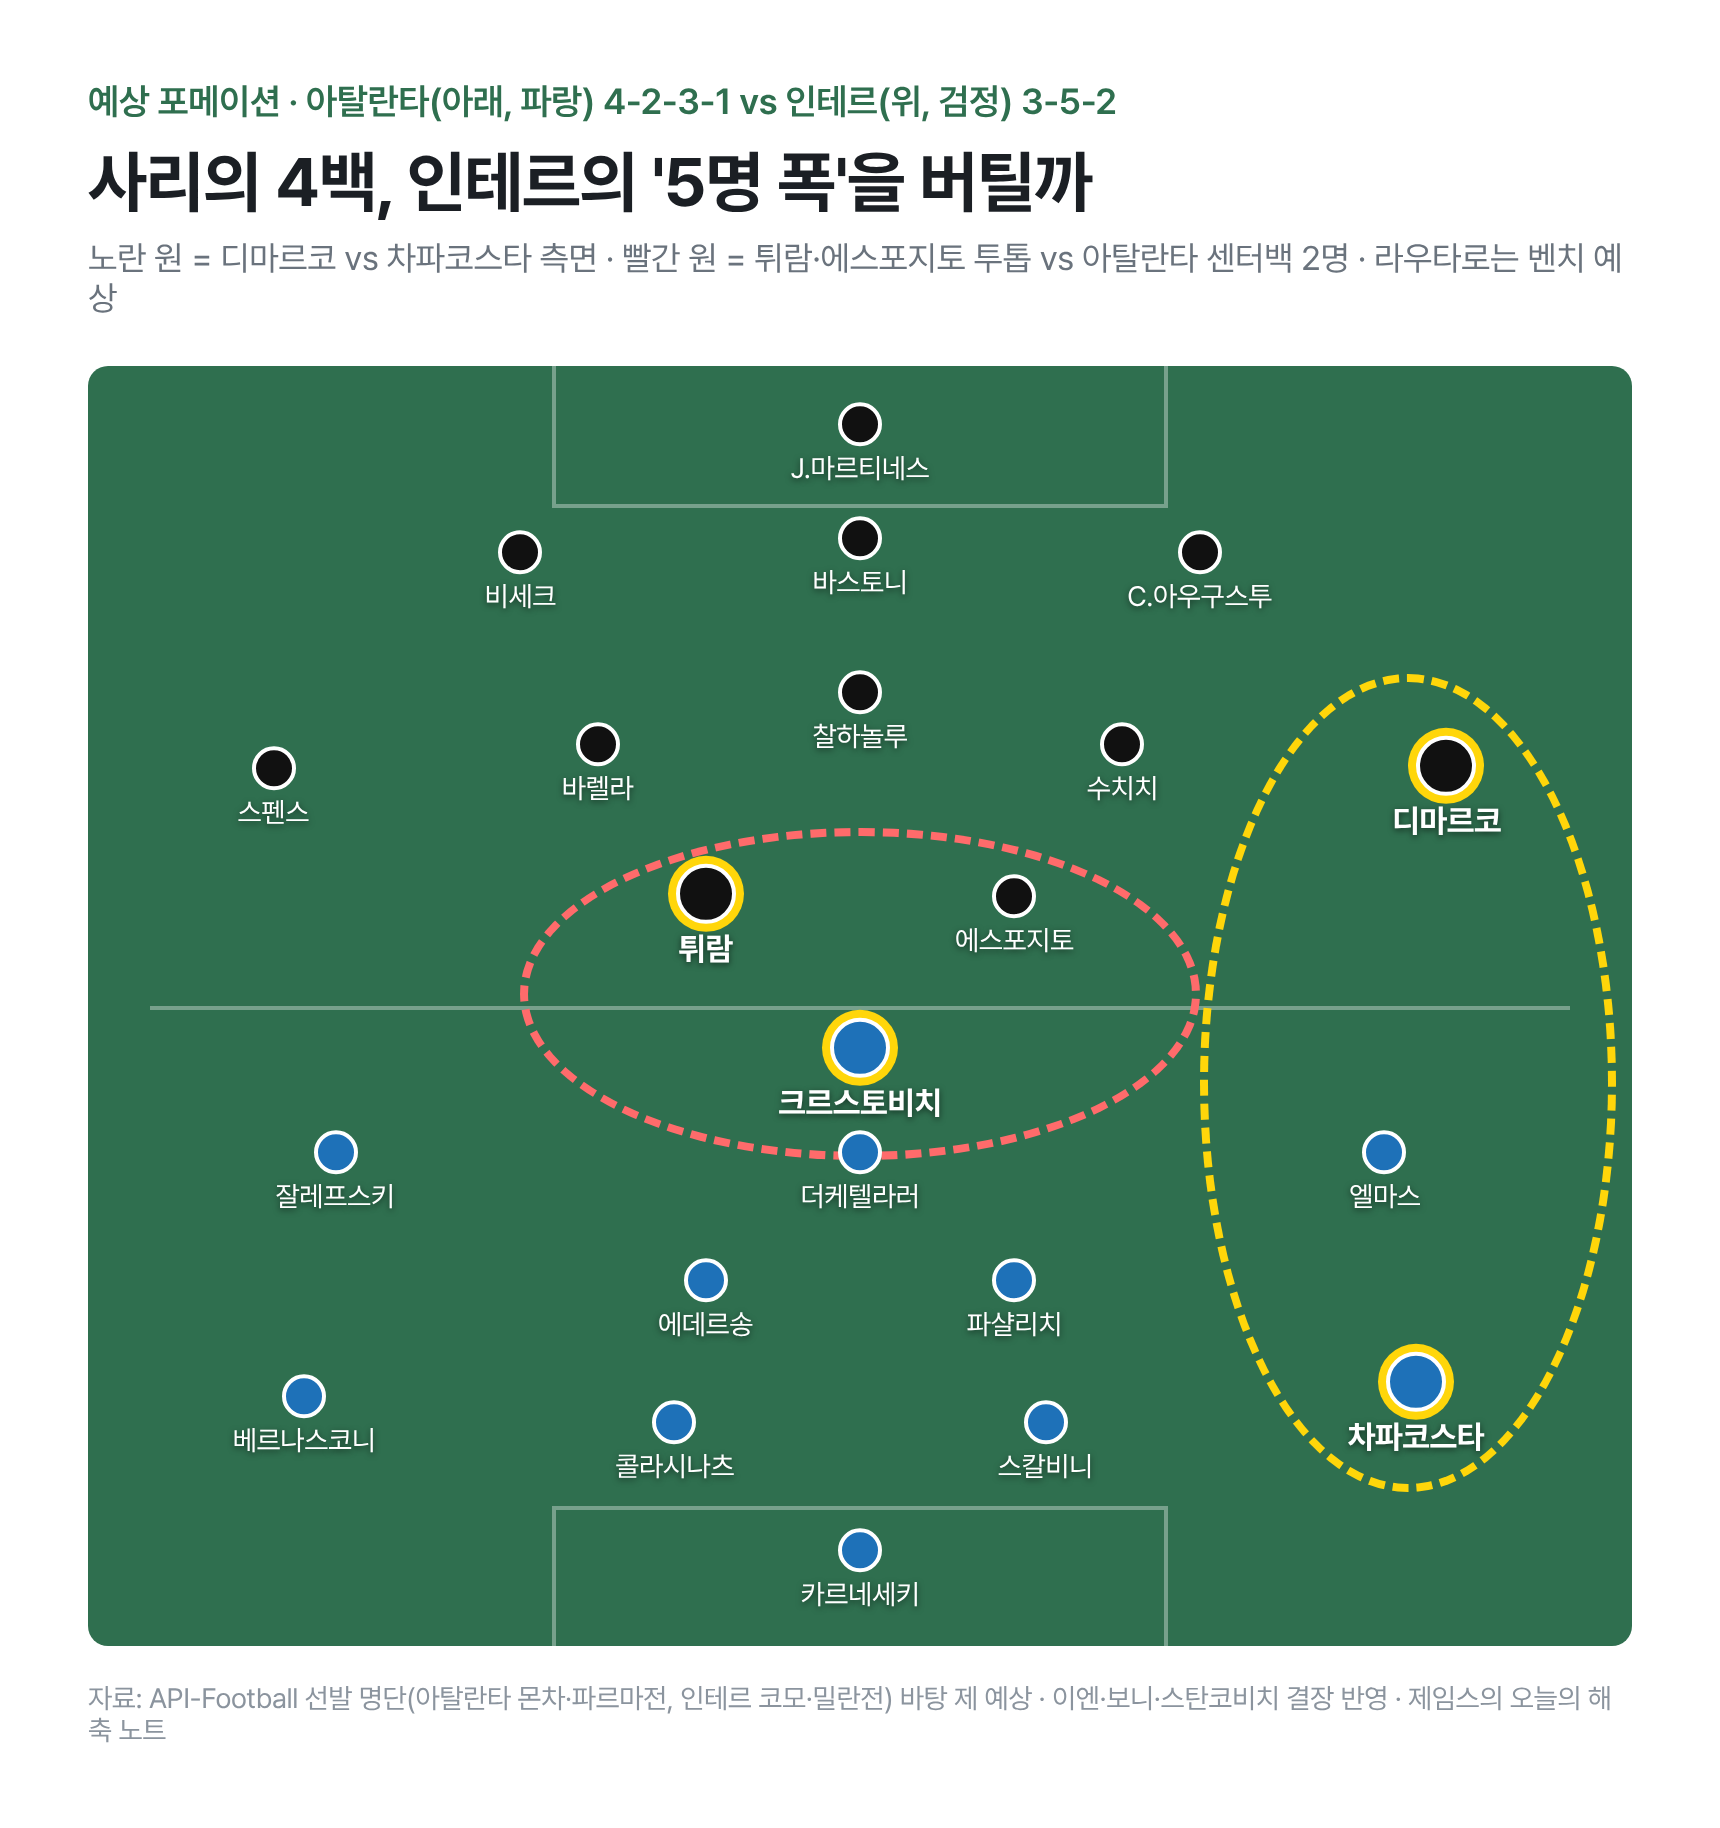 예상 포메이션 · 아탈란타(아래, 파랑) 4-2-3-1 vs 인테르(위, 검정) 3-5-2
사리의 4백, 인테르의 '5명 폭'을 버틸까
노란 원 = 디마르코 vs 차파코스타 측면 · 빨간 원 = 튀람·에스포지토 투톱 vs 아탈란타 센터백 2명 · 라우타로는 벤치 예
상
J.마르티네스
비세크
바스토니
C.아우구스투
찰하놀루
스펜스
바렐라
수치치
디마르코
튀람
에스포지토
크르스토비치
잘레프스키
더케텔라러
엘마스
에데르송
파샬리치
베르나스코니
콜라시나츠
스칼비니
차파코스타
카르네세키
자료: API-Football 선발 명단(아탈란타 몬차·파르마전, 인테르 코모·밀란전) 바탕 제 예상 · 이엔·보니·스탄코비치 결장 반영 · 제임스의 오늘의 해
축 노트